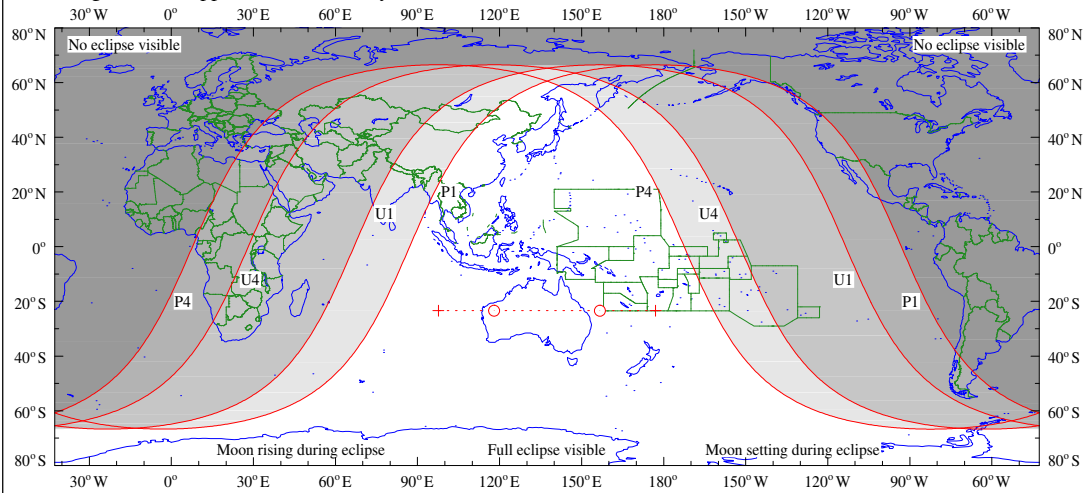 30° W 0° 30° E 60° E 90° E 120° E 150° E 180° 150° W 120° W 90° W 60° W
80° N No eclipse visible No eclipse visible 80° N
60° N 60° N
40° N 40° N
20° N P1 P4 20° N
U1 U4
0° 0°
U4 U1
20° S P4 P1 20° S
40° S 40° S
60° S 60° S
Moon rising during eclipse Full eclipse visible Moon setting during eclipse
80° S 80° S
30° W 0° 30° E 60° E 90° E 120° E 150° E 180° 150° W 120° W 90° W 60° W